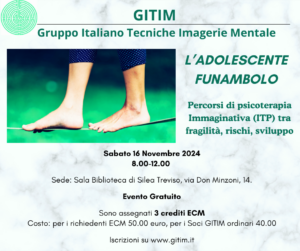 GITIM
Gruppo Italiano Tecniche Imagerie Mentale
L'ADOLESCENTE
FUNAMBOLO
Percorsi di psicoterapia
Immaginativa (ITP) tra
fragilità, rischi, sviluppo
Sabato 16 Novembre 2024
8.00-12.00
Sede: Sala Biblioteca di Silea Treviso, via Don Minzoni, 14.
Evento Gratuito
Sono assegnati 3 crediti ECM
Costo: per i richiedenti ECM 50.00 euro, per i Soci GITIM ordinari 40.00
Iscrizioni su www.gitim.it